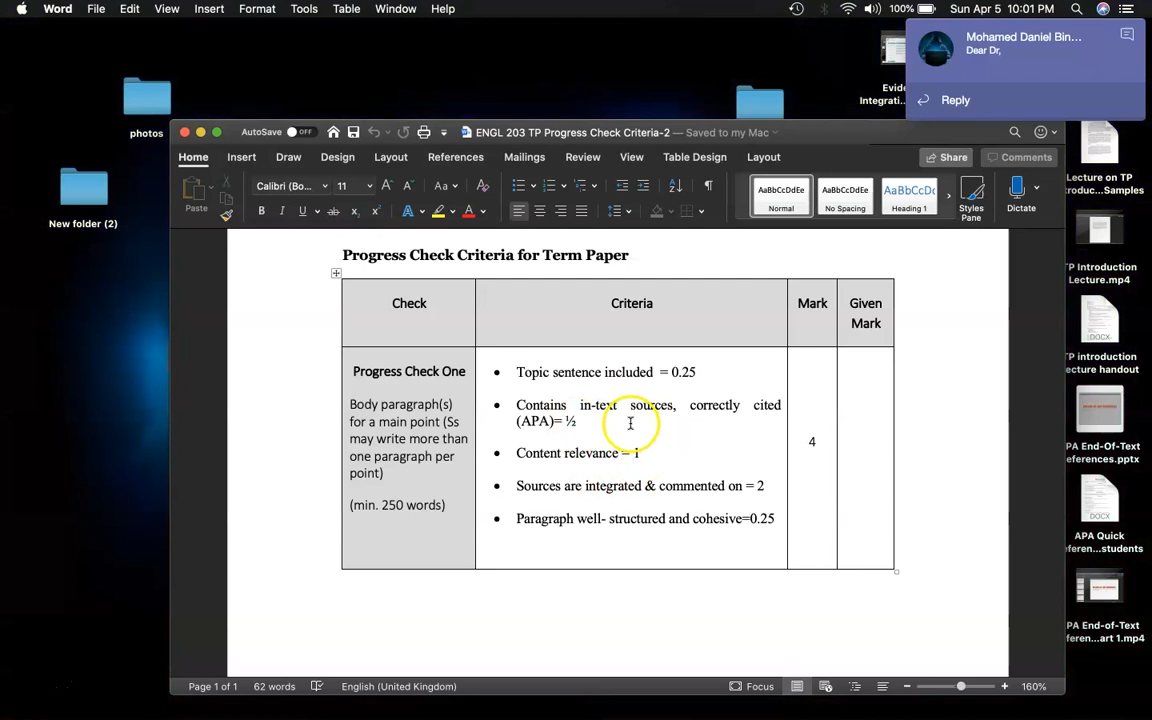 Word File Edit View Insert Format Tools Table Window Help 100% Sun Apr 5 10:01 PM
Mohamed Daniel Bin...
Dear Dr,
Reply
photos
New folder (2)
Evid
Integrati...
AutoSave OFF ENGL 203 TP Progress Check Criteria-2 — Saved to my Mac
Home Insert Draw Design Layout References Mailings Review View Table Design Layout Share Comments
Paste
Calibri (Bo... 11
AaBbCcDdEe AaBbCcDdEe AaBbCcDc
Normal No Spacing Heading 1
Styles
Pane
Dictate
Progress Check Criteria for Term Paper
Check Criteria Mark Given
Mark
Progress Check One
Body paragraph(s)
for a main point (Ss
may write more than
one paragraph per
point)
(min. 250 words)
• Topic sentence included = 0.25
• Contains in-text sources, correctly cited
(APA)= ½
• Content relevance = 1
• Sources are integrated & commented on = 2
• Paragraph well- structured and cohesive=0.25
4
Lecture on TP
troduc...Samples
TP Introduction
Lecture.mp4
DOCX
TP introduction
lecture handout
APA End-Of-Text
eferences.pptx
DOCX
APA Quick
eferen...students
APA End-of-Text
eferen...art 1.mp4
Page 1 of 1 62 words English (United Kingdom) Focus 160%